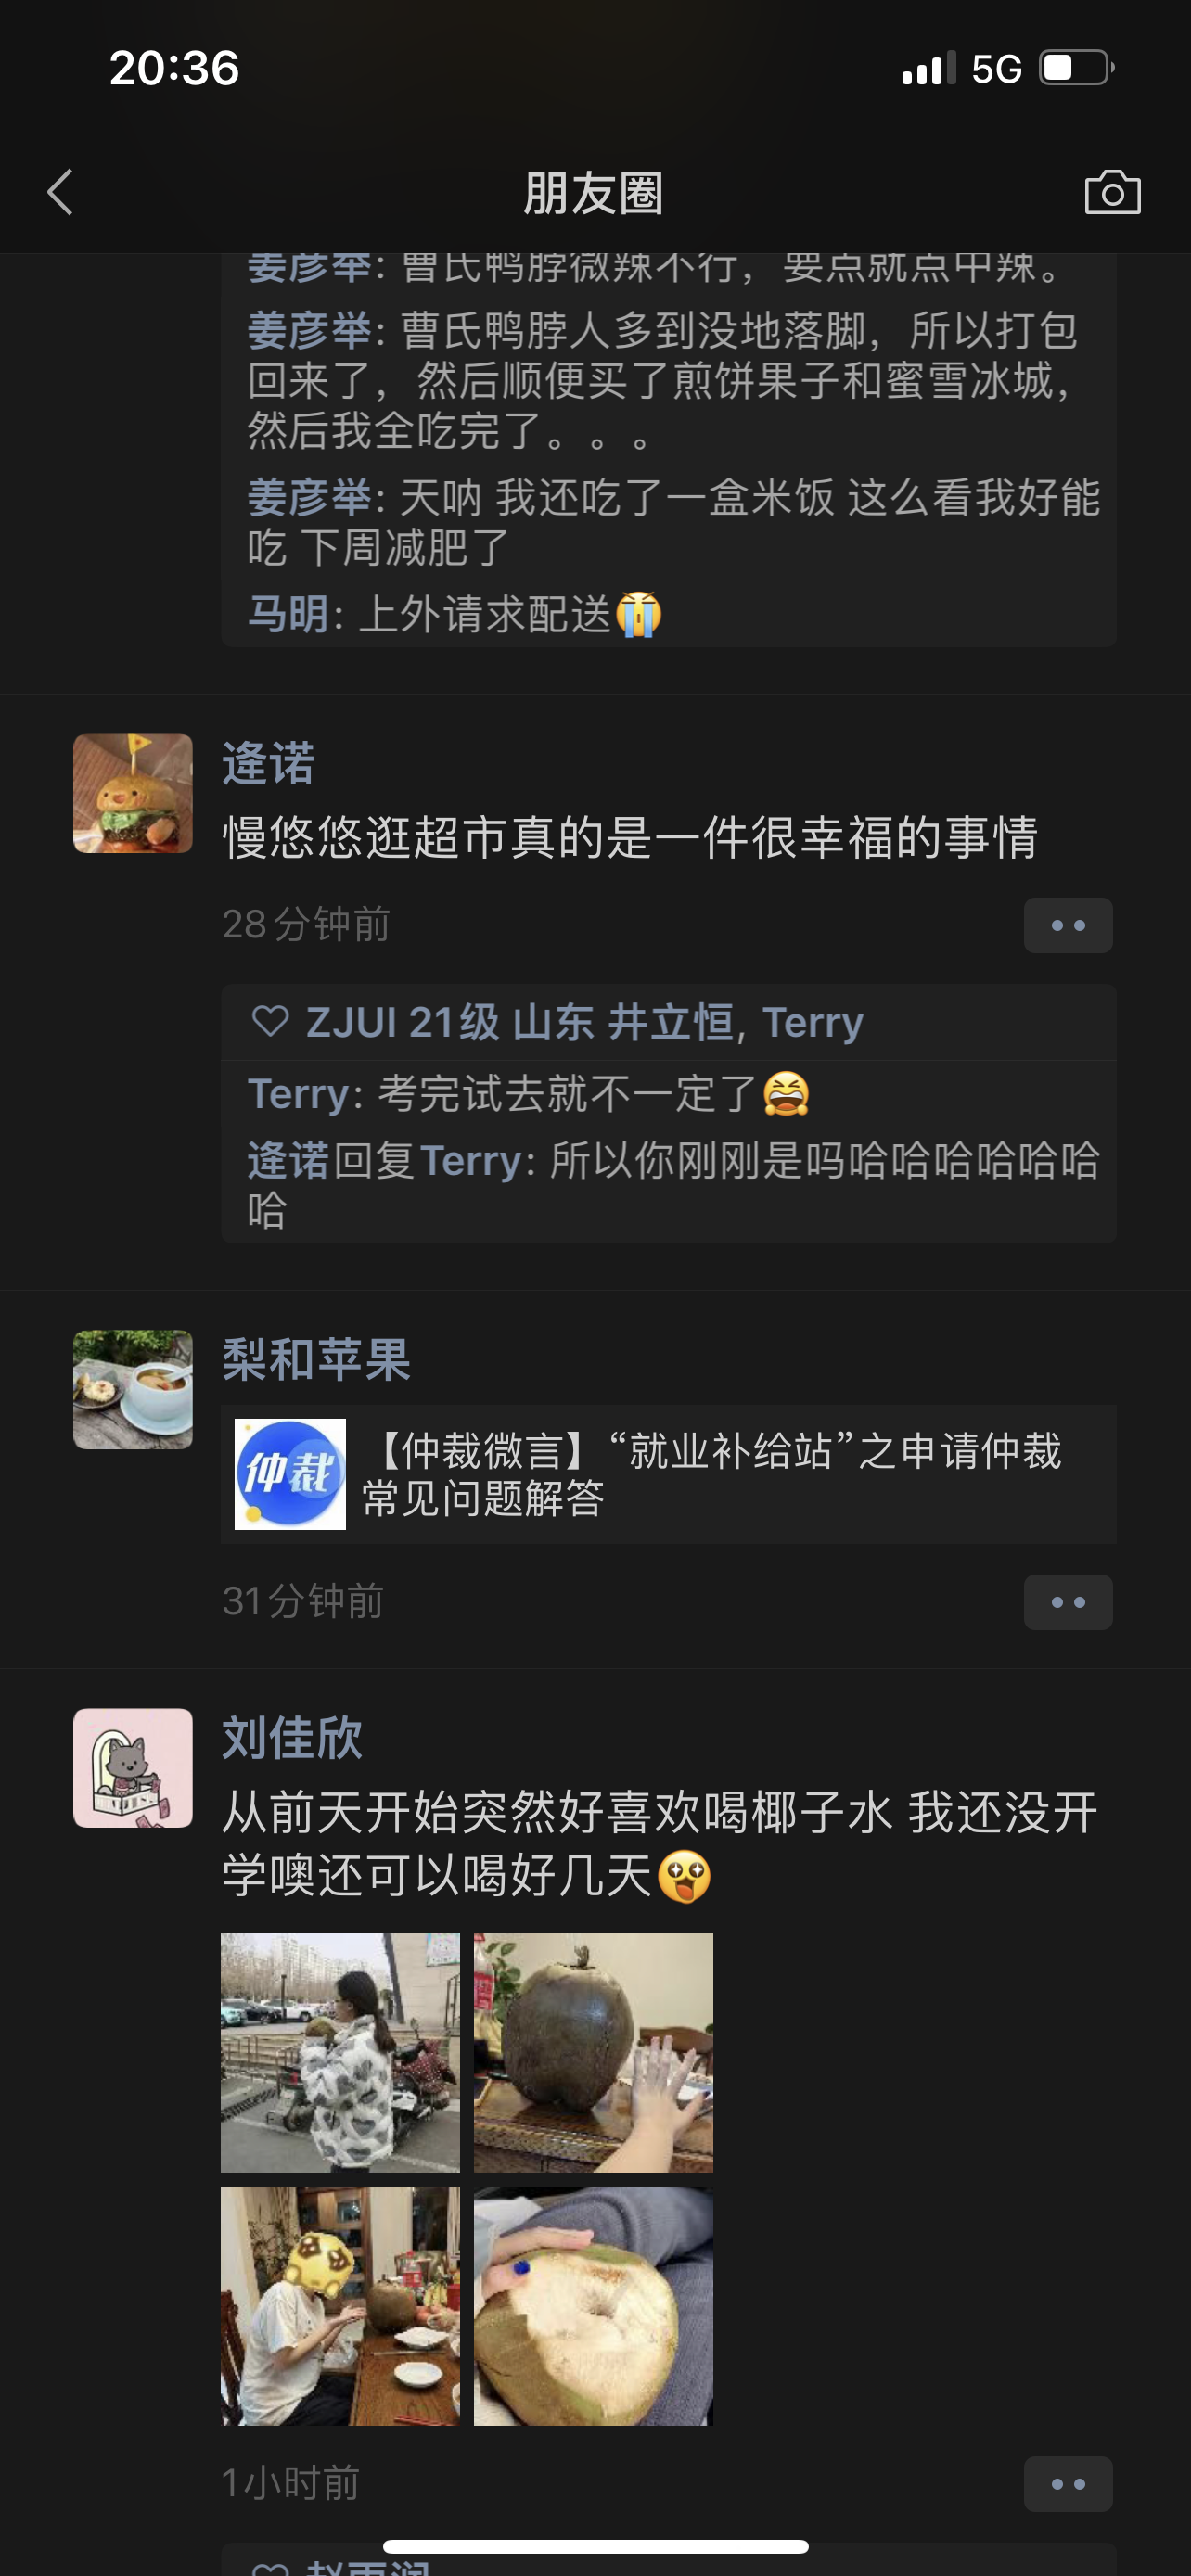 20:36
5G
朋友圈
姜彦举: 曹氏鸭脖微辣不行，要点就点中辣。
姜彦举: 曹氏鸭脖人多到没地落脚，所以打包
回来了，然后顺便买了煎饼果子和蜜雪冰城，
然后我全吃完了。。。
姜彦举: 天呐 我还吃了一盒米饭 这么看我好能
吃 下周减肥了
马明: 上外请求配送😭
逄诺
慢悠悠逛超市真的是一件很幸福的事情
28分钟前
ZJUI 21级 山东 井立恒, Terry
Terry: 考完试去就不一定了😆
逄诺回复Terry: 所以你刚刚是吗哈哈哈哈哈哈
哈
梨和苹果
仲裁
【仲裁微言】“就业补给站”之申请仲裁
常见问题解答
31分钟前
刘佳欣
从前天开始突然好喜欢喝椰子水 我还没开
学噢还可以喝好几天🤩
1小时前